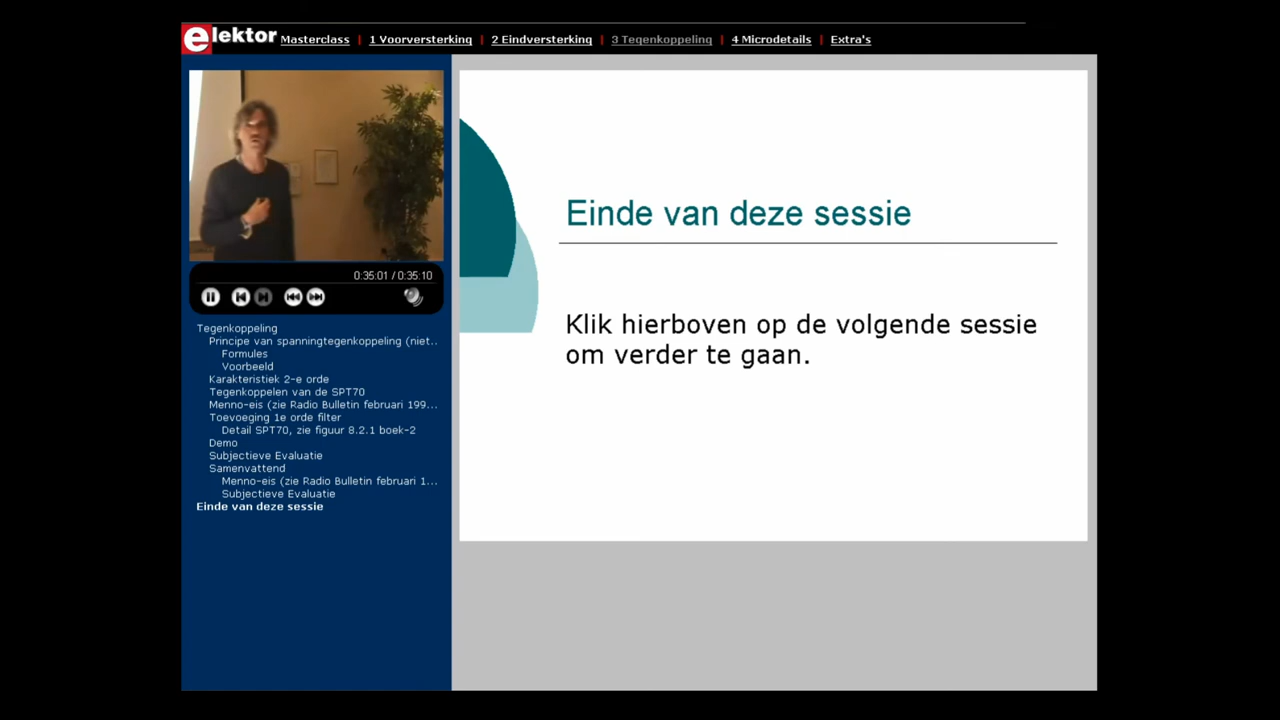 elektor Masterclass | 1 Voorversterking | 2 Eindversterking | 3 Tegenkoppeling | 4 Microdetails | Extra's
0:35:01 / 0:35:10
Tegenkoppeling
Principe van spanningtegenkoppeling (niet..
Formules
Voorbeeld
Karakteristiek 2-e orde
Tegenkoppelen van de SPT70
Menno-eis (zie Radio Bulletin februari 199...
Toevoeging 1e orde filter
Detail SPT70, zie figuur 8.2.1 boek-2
Demo
Subjectieve Evaluatie
Samenvattend
Menno-eis (zie Radio Bulletin februari 1...
Subjectieve Evaluatie
Einde van deze sessie
Einde van deze sessie
Klik hierboven op de volgende sessie
om verder te gaan.